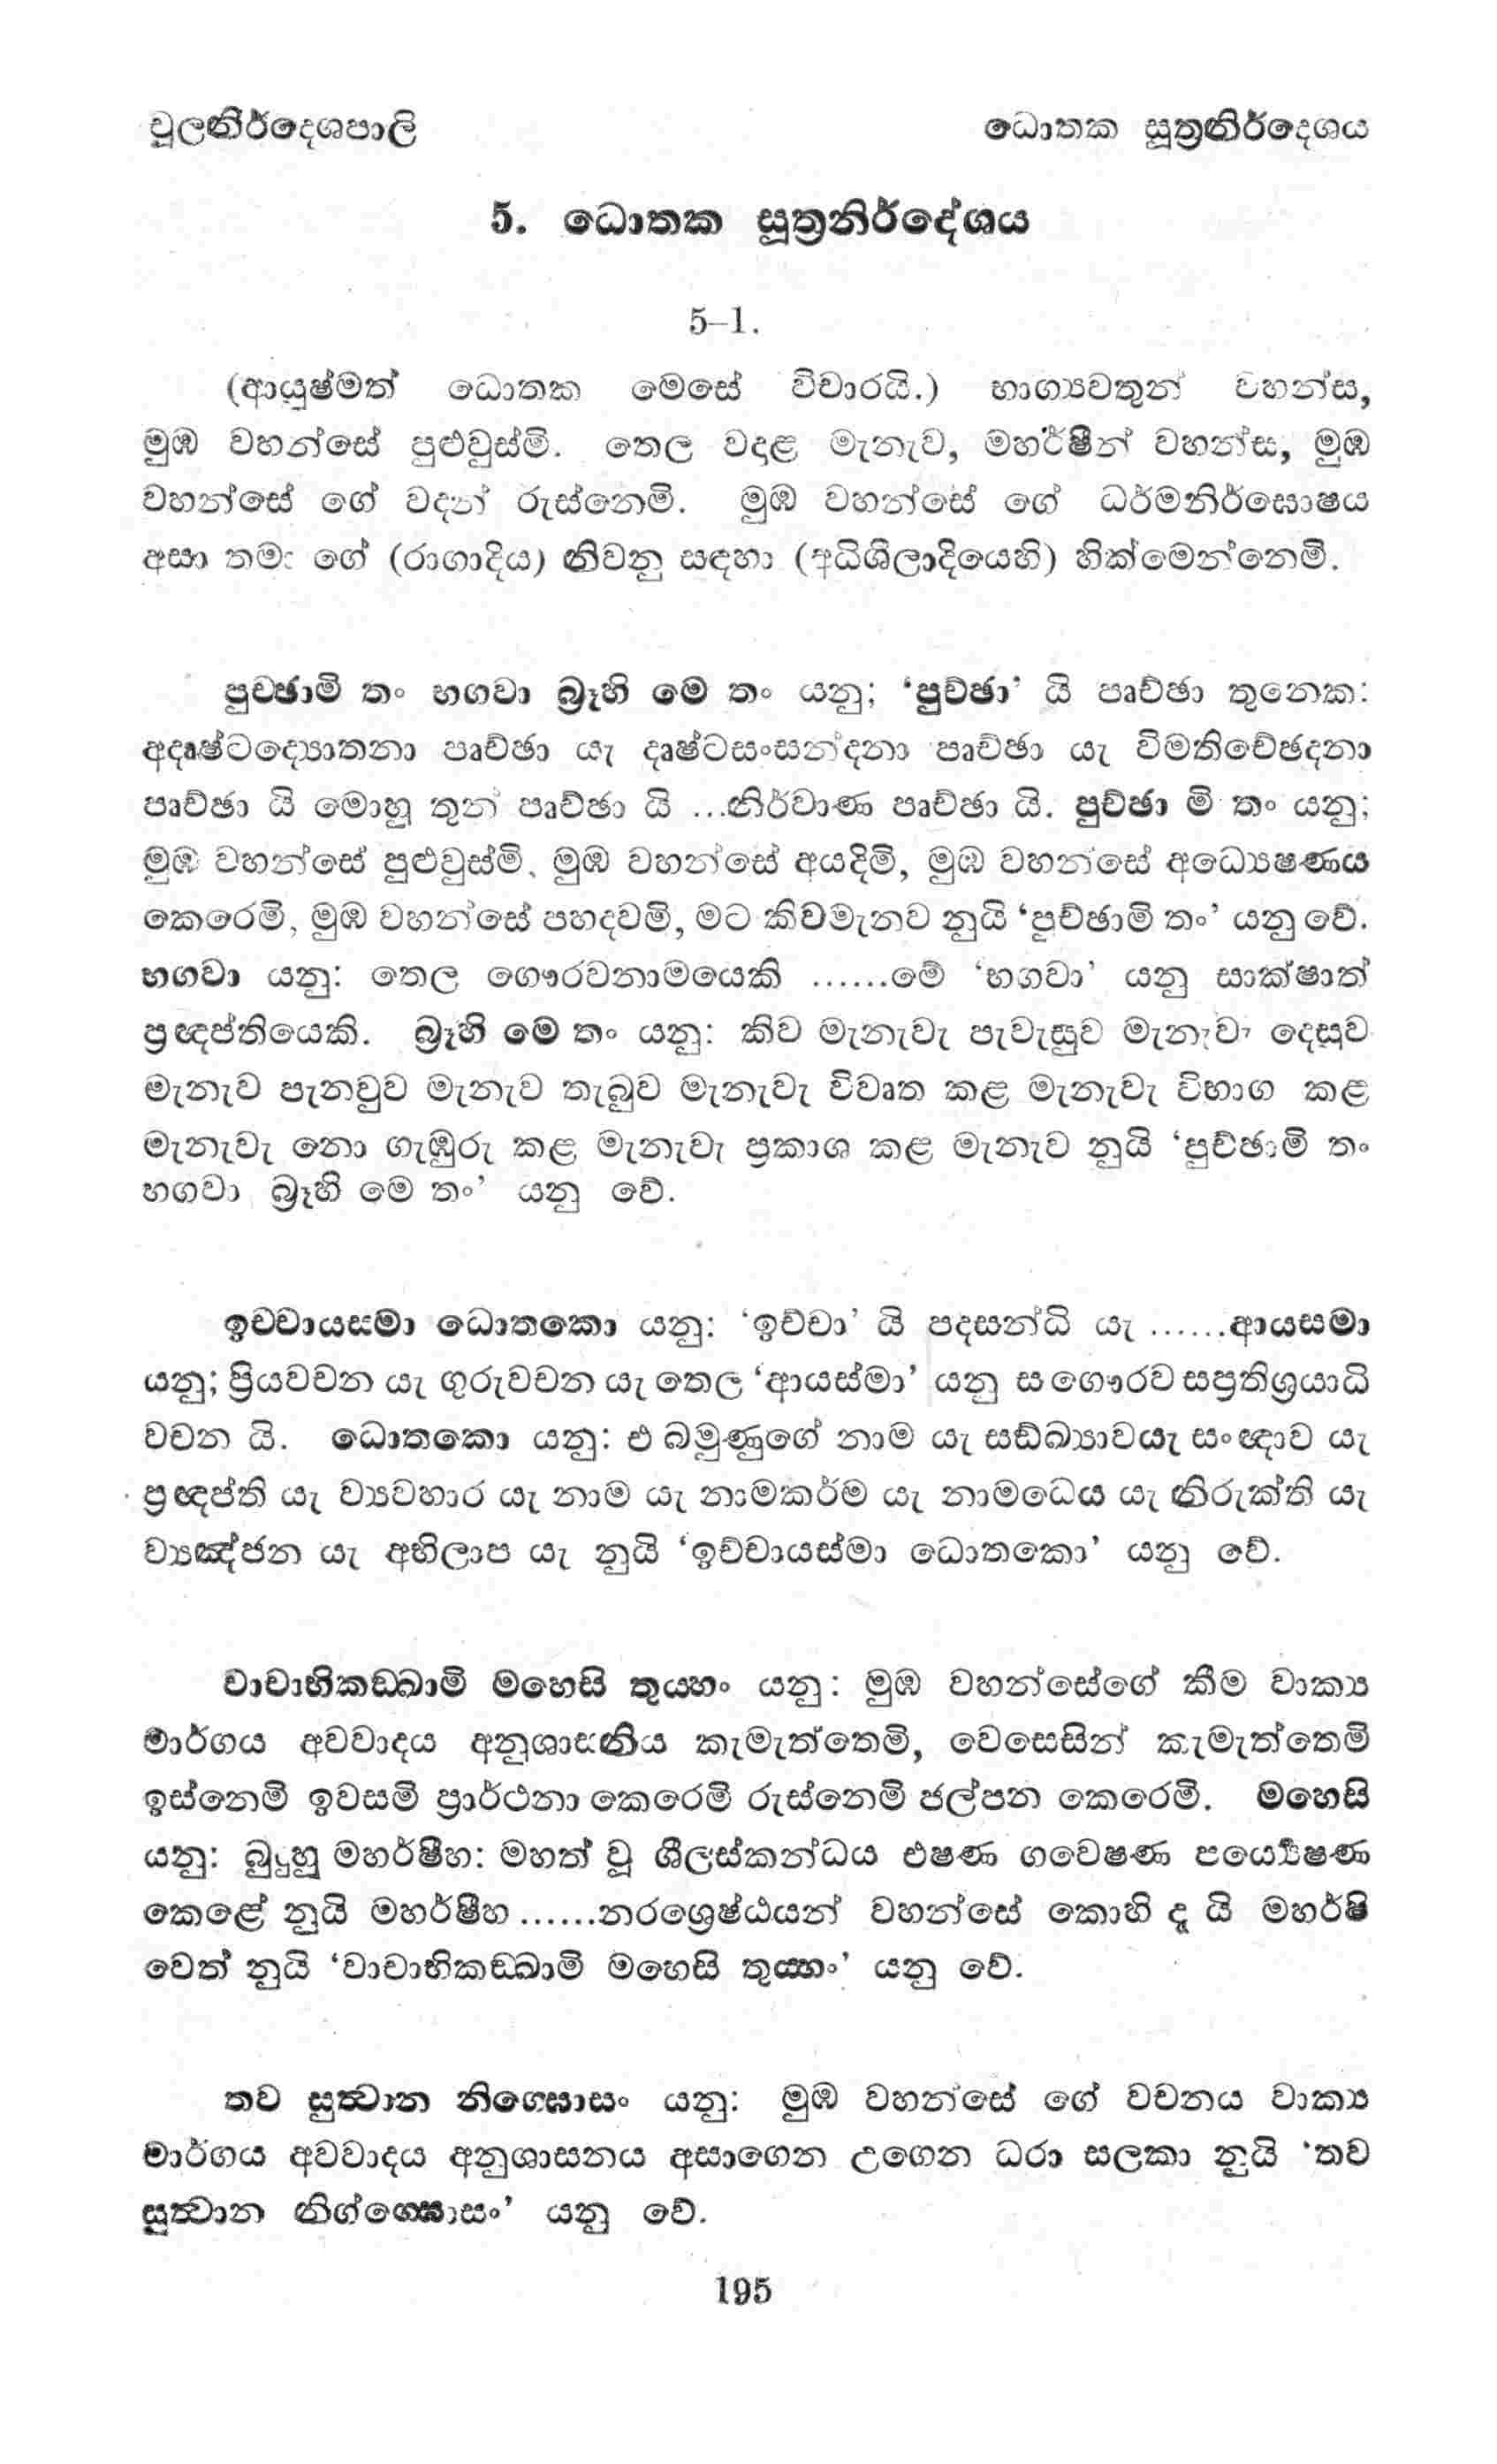 චූලනිර්දෙශපාලි
ධොතක සූත්‍රනිර්දෙශය
5. ධොතක සූත්‍රනිර්දේශය
5–1.
(ආයුෂ්මත් ධොතක මෙසේ විචාරයි.) භාග්‍යවතුන් වහන්ස,
මුඹ වහන්සේ පුළුවුස්මි. තෙල වදළ මැනැව, මහර්ෂීන් වහන්ස, මුඹ
වහන්සේ ගේ වදන් රුස්නෙමි. මුඹ වහන්සේ ගේ ධර්මනිර්ඝොෂය
අසා තමා ගේ (රාගාදිය) නිවනු සඳහා (අධිශීලාදියෙහි) හික්මෙන්නෙමි.
පුච්ඡාමි තං භගවා බ්‍රෑහි මෙ තං යනු; ‘පුච්ඡා’ යි පෘච්ඡා තුනෙක:
අදෘෂ්ටද්‍යොතනා පෘච්ඡා යැ දෘෂ්ටසංසන්දනා පෘච්ඡා යැ විමතිච්ඡේදනා
පෘච්ඡා යි මොහු තුන් පෘච්ඡා යි ...නිර්වාණ පෘච්ඡා යි. පුච්ඡා මි තං යනු;
මුඹ වහන්සේ පුළුවුස්මි, මුඹ වහන්සේ අයදිමි, මුඹ වහන්සේ අධ්‍යෙෂණය
කෙරෙමි, මුඹ වහන්සේ පහදවමි, මට කිවමැනව නුයි ‘පුච්ඡාමි තං’ යනු වේ.
භගවා යනු: තෙල ගෞරවනාමයෙකි ......මේ ‘භගවා’ යනු සාක්ෂාත්
ප්‍රඥප්තියෙකි. බ්‍රෑහි මෙ තං යනු: කිව මැනැවැ පැවැසුව මැනැවැ දෙසුව
මැනැව පැනවුව මැනැව තැබුව මැනැවැ විවෘත කළ මැනැවැ විභාග කළ
මැනැවැ නො ගැඹුරු කළ මැනැවැ ප්‍රකාශ කළ මැනැව නුයි ‘පුච්ඡාමි තං
භගවා බ්‍රෑහි මෙ තං’ යනු වේ.
ඉච්චායස්මා ධොතකො යනු: ‘ඉච්චා’ යි පදසන්ධි යැ ......ආයස්මා
යනු; ප්‍රියවචන යැ ගුරුවචන යැ තෙල ‘ආයස්මා’ යනු ස ගෞරව සප්‍රතිශ්‍රයාධි
වචන යි. ධොතකො යනු: එ බමුණුගේ නාම යැ සඞ්ඛ්‍යාවයැ සංඥාව යැ
ප්‍රඥප්ති යැ ව්‍යවහාර යැ නාම යැ නාමකර්ම යැ නාමධෙය යැ නිරුක්ති යැ
ව්‍යඤ්ජන යැ අභිලාප යැ නුයි ‘ඉච්චායස්මා ධොතකො’ යනු වේ.
වාචාභිකඞ්ඛාමි මහෙසි තුය්හං යනු: මුඹ වහන්සේගේ කීම වාක්‍ය
මාර්ගය අවවාදය අනුශාසනිය කැමැත්තෙමි, වෙසෙසින් කැමැත්තෙමි
ඉස්නෙමි ඉවසමි ප්‍රාර්ථනා කෙරෙමි රුස්නෙමි ජල්පන කෙරෙමි. මහෙසි
යනු: බුදුහු මහර්ෂීහ: මහත් වූ ශීලස්කන්ධය එෂණ ගවෙෂණ පර්‍ය්‍යෙෂණ
කෙළේ නුයි මහර්ෂීහ ......නරශ්‍රෙෂ්ඨයන් වහන්සේ කොහි දැ යි මහර්ෂි
වෙත් නුයි ‘වාචාභිකඞ්ඛාමි මහෙසි තුය්හං’ යනු වේ.
තව සුත්‍වාන නිග්ඝොසං යනු: මුඹ වහන්සේ ගේ වචනය වාක්‍ය
මාර්ගය අවවාදය අනුශාසනය අසාගෙන උගෙන ධරා සලකා නුයි ‘තව
සුත්‍වාන නිග්ඝොසං’ යනු වේ.
195